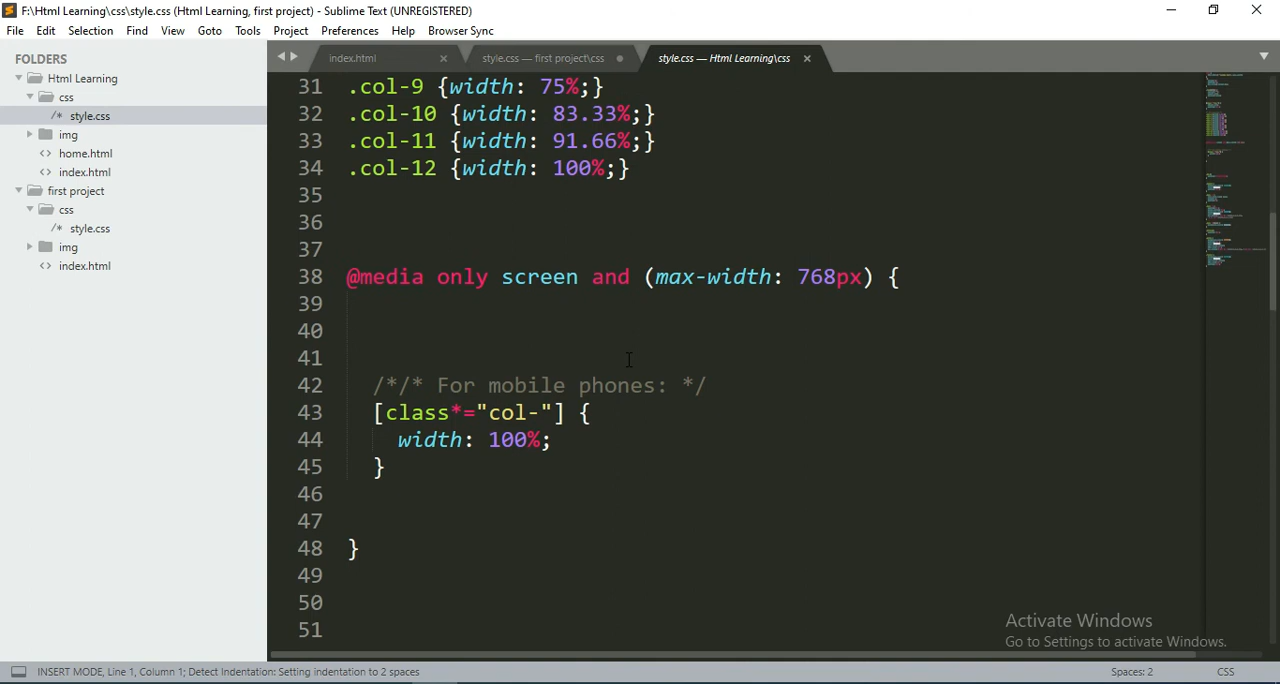 F:\Html Learning\css\style.css (Html Learning, first project) - Sublime Text (UNREGISTERED)
File Edit Selection Find View Goto Tools Project Preferences Help Browser Sync
FOLDERS
Html Learning
css
/* style.css
img
<> home.html
<> index.html
first project
css
/* style.css
img
<> index.html
index.html
style.css — first project\css
style.css — Html Learning\css
31 .col-9 {width: 75%;}
32 .col-10 {width: 83.33%;}
33 .col-11 {width: 91.66%;}
34 .col-12 {width: 100%;}
35
36
37
38 @media only screen and (max-width: 768px) {
39
40
41
42 /*/* For mobile phones: */
43 [class*="col-"] {
44 width: 100%;
45 }
46
47
48 }
49
50
51
Activate Windows
Go to Settings to activate Windows.
INSERT MODE, Line 1, Column 1; Detect Indentation: Setting indentation to 2 spaces
Spaces: 2
CSS